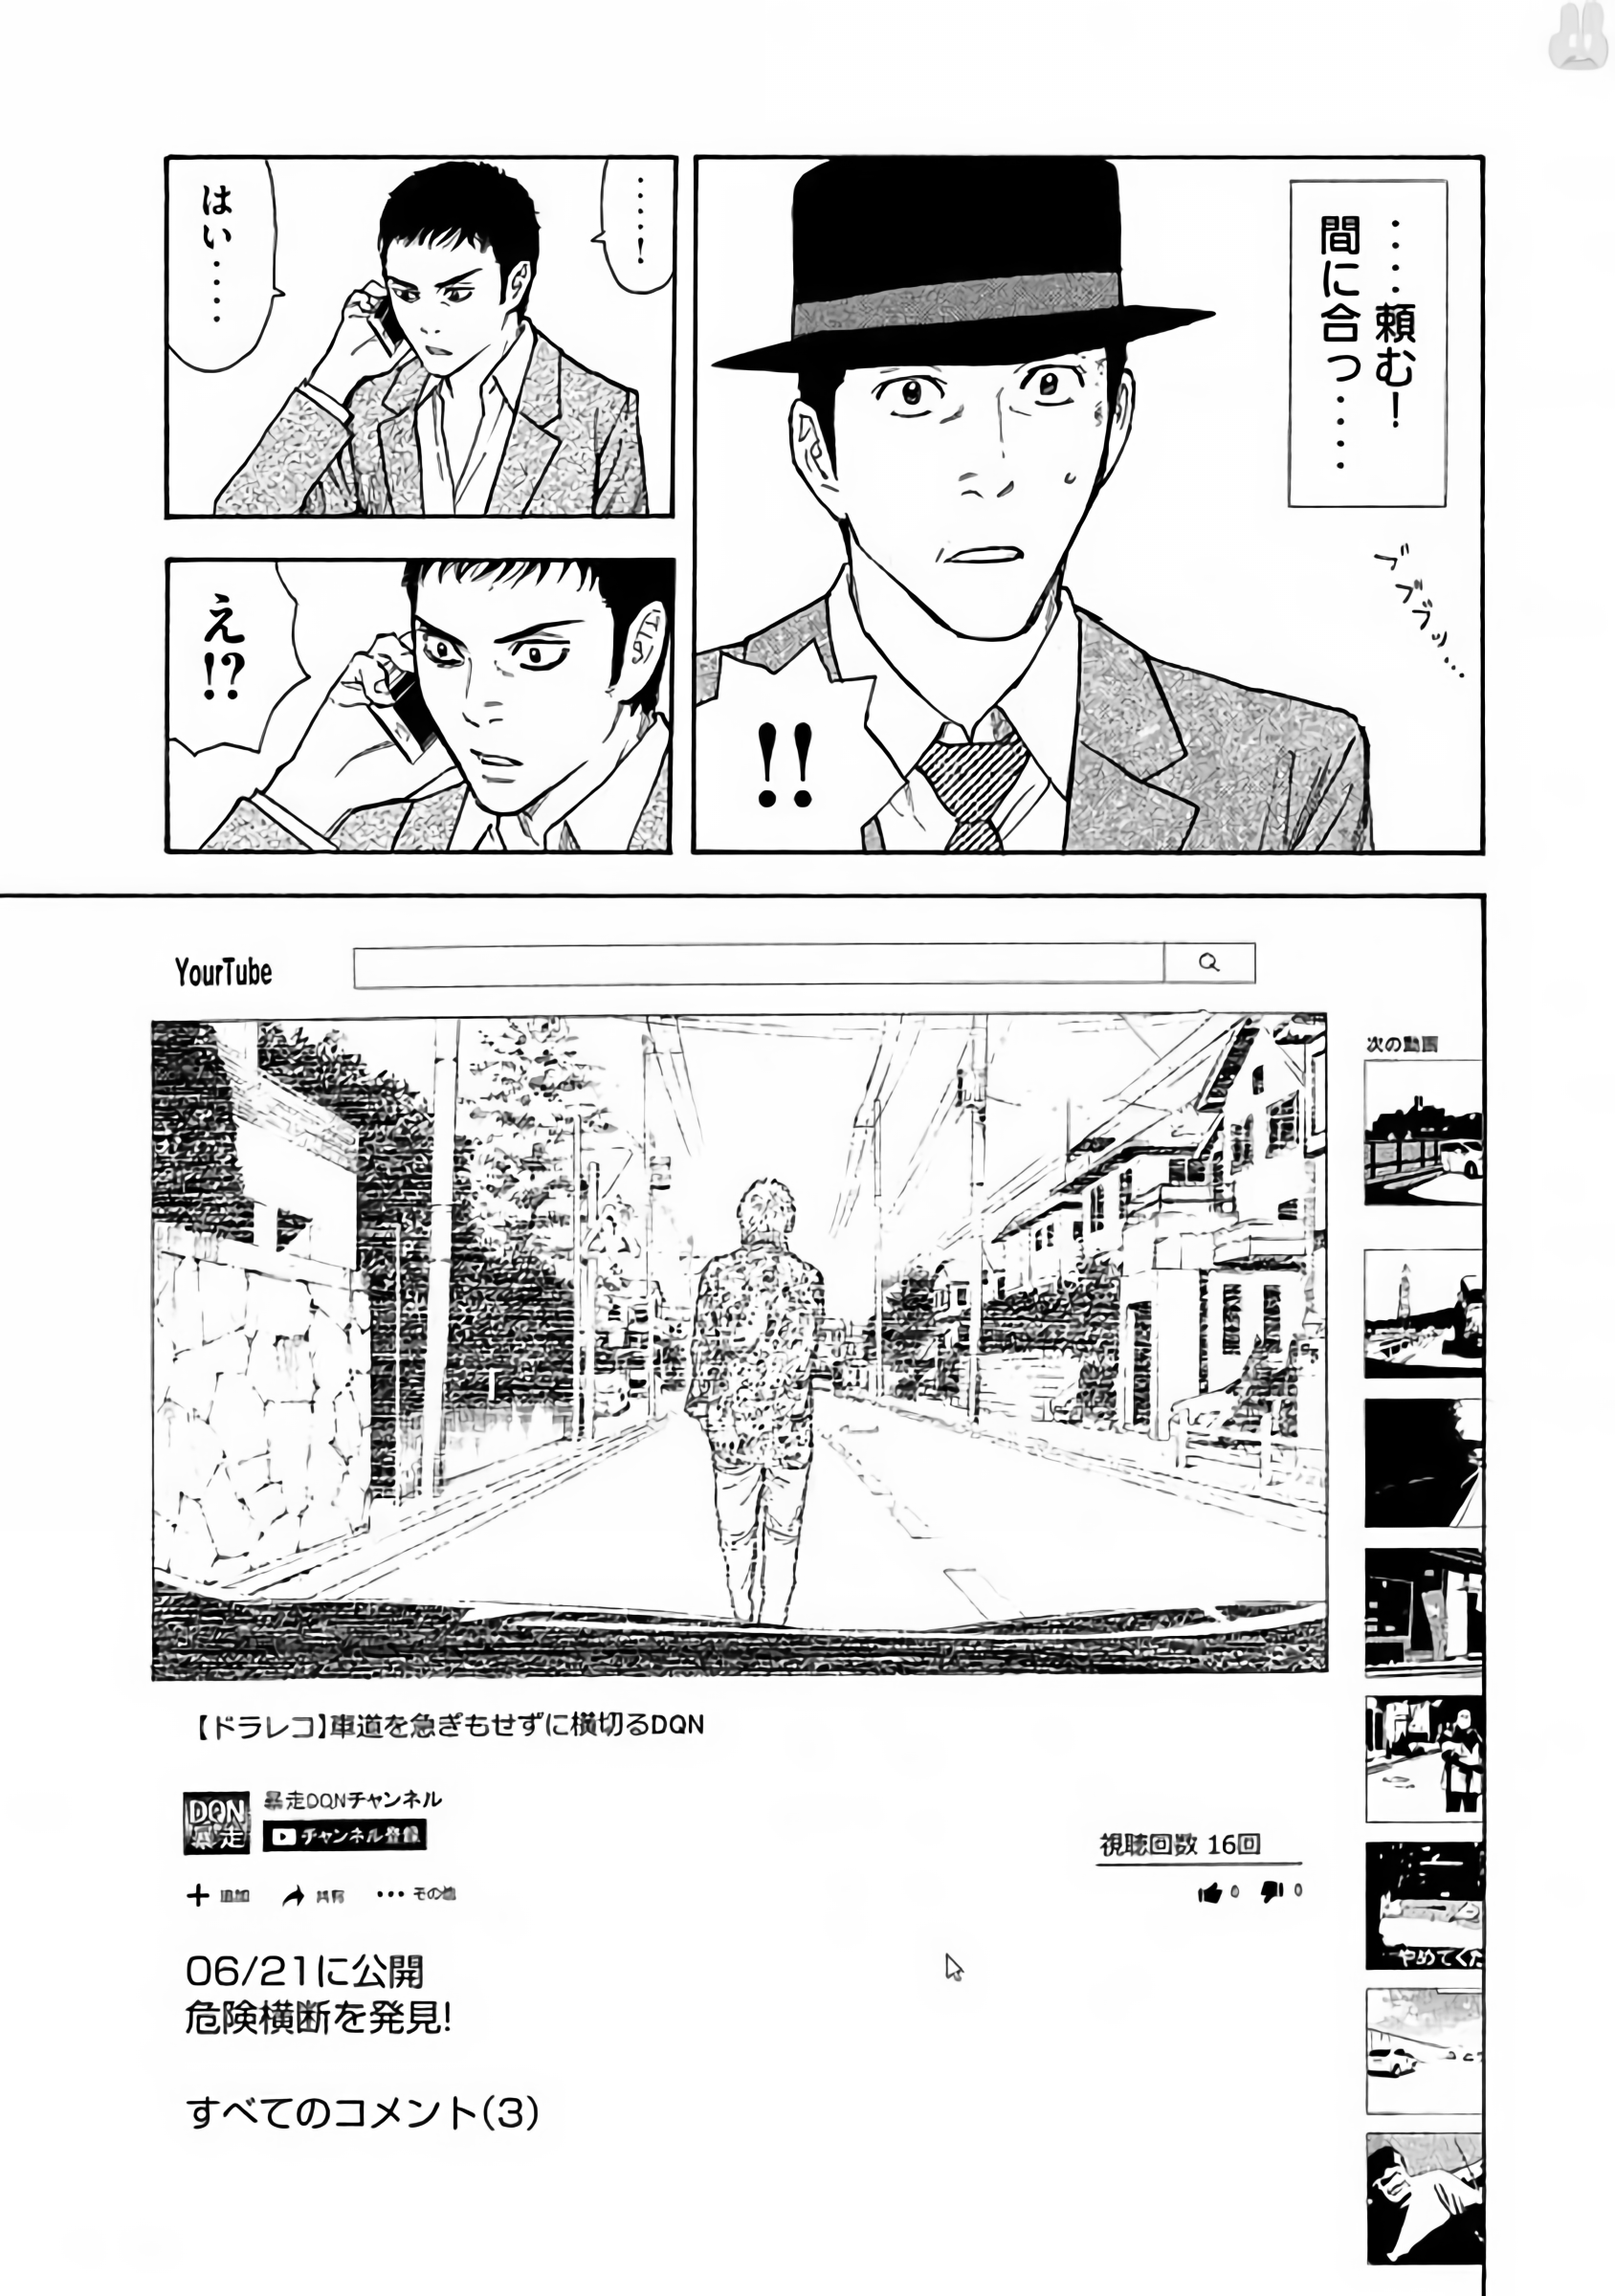 ‥‥頼む!
間に合っ‥‥
ブブブッ…
!!
‥‥!
はい‥‥
え!?
YourTube
次の動画
【ドラレコ】車道を急ぎもせずに横切るDQN
DQN
暴走
暴走DQNチャンネル
チャンネル登録
視聴回数 16回
追加
共有
その他
0
0
06/21に公開
危険横断を発見!
すべてのコメント(3)
やめてくだ